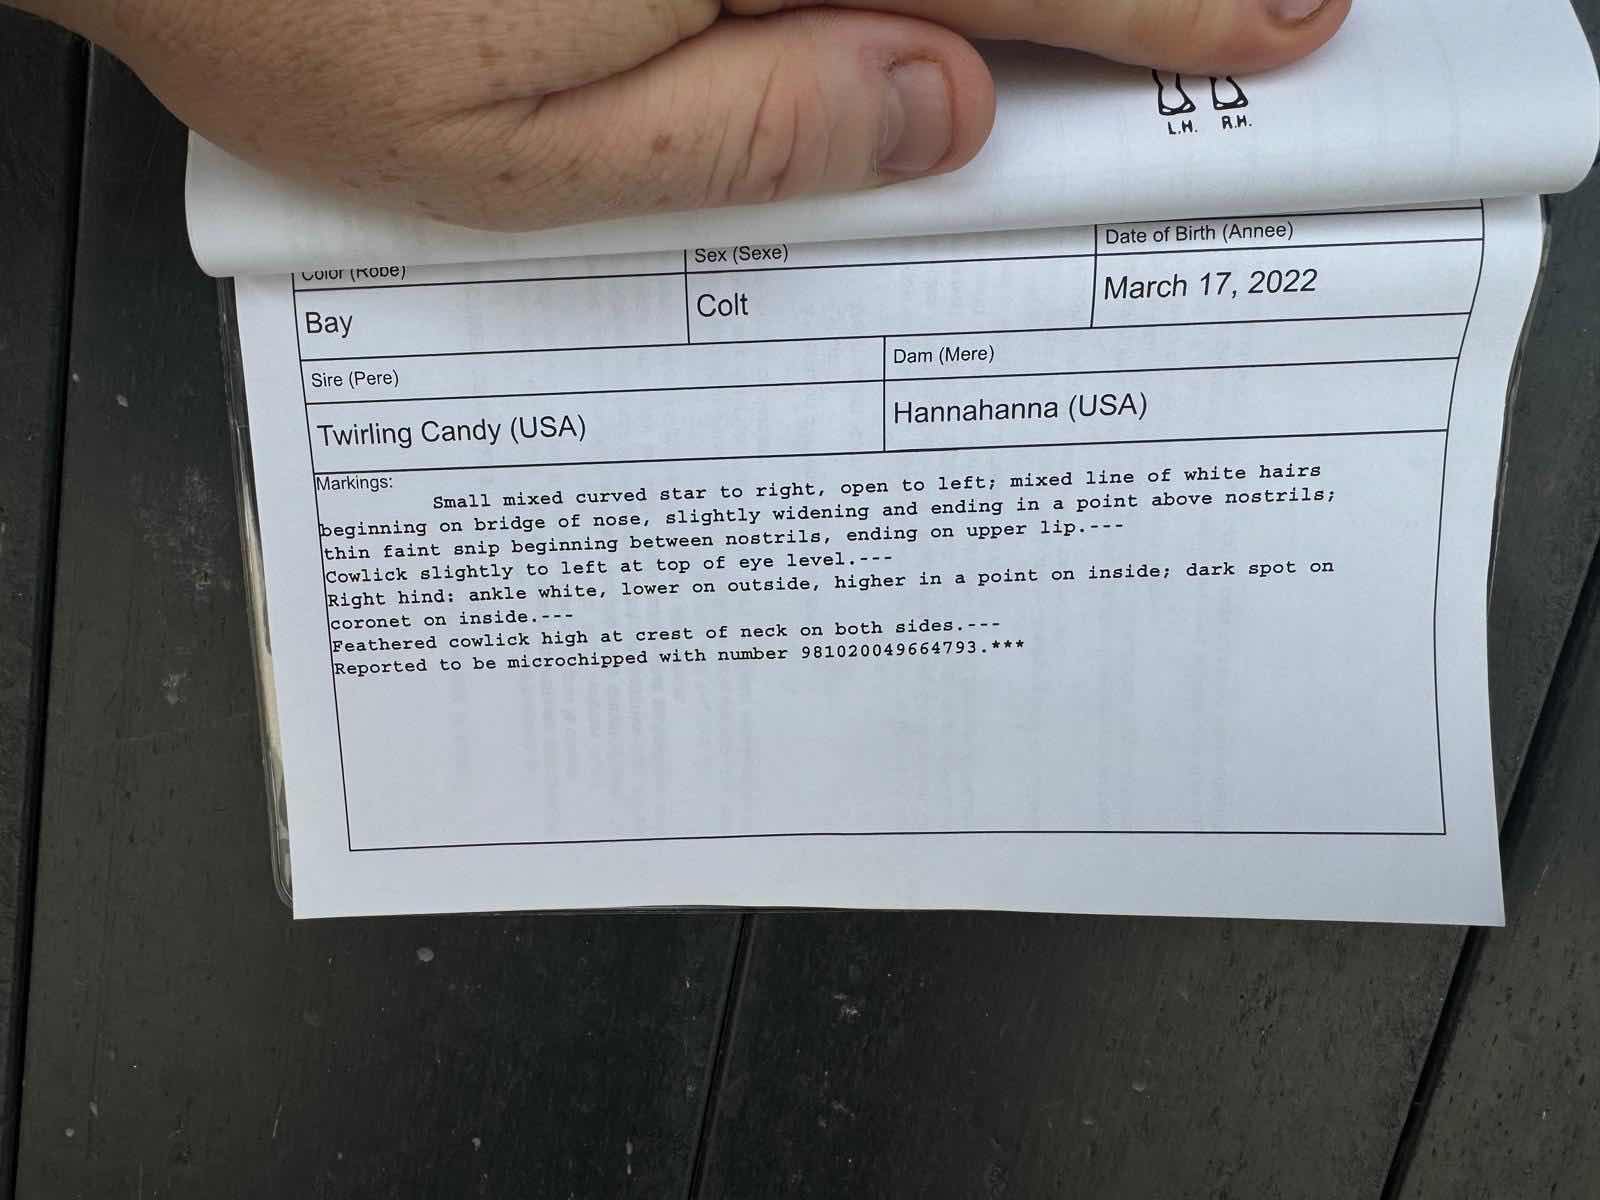 L.H. R.H.
Color (Robe)
Sex (Sexe)
Date of Birth (Annee)
Bay
Colt
March 17, 2022
Sire (Pere)
Dam (Mere)
Twirling Candy (USA)
Hannahanna (USA)
Markings:
Small mixed curved star to right, open to left; mixed line of white hairs
beginning on bridge of nose, slightly widening and ending in a point above nostrils;
thin faint snip beginning between nostrils, ending on upper lip.---
Cowlick slightly to left at top of eye level.---
Right hind: ankle white, lower on outside, higher in a point on inside; dark spot on
coronet on inside.---
Feathered cowlick high at crest of neck on both sides.---
Reported to be microchipped with number 981020049664793.***